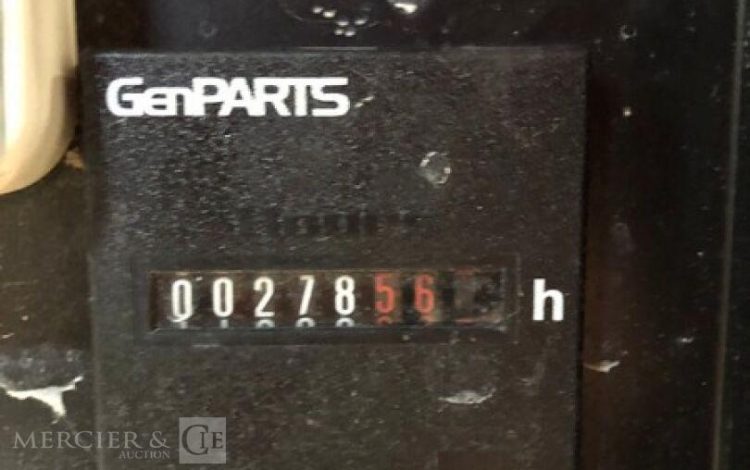 GenPARTS
0027856 h
MERCIER & CIE
AUCTION